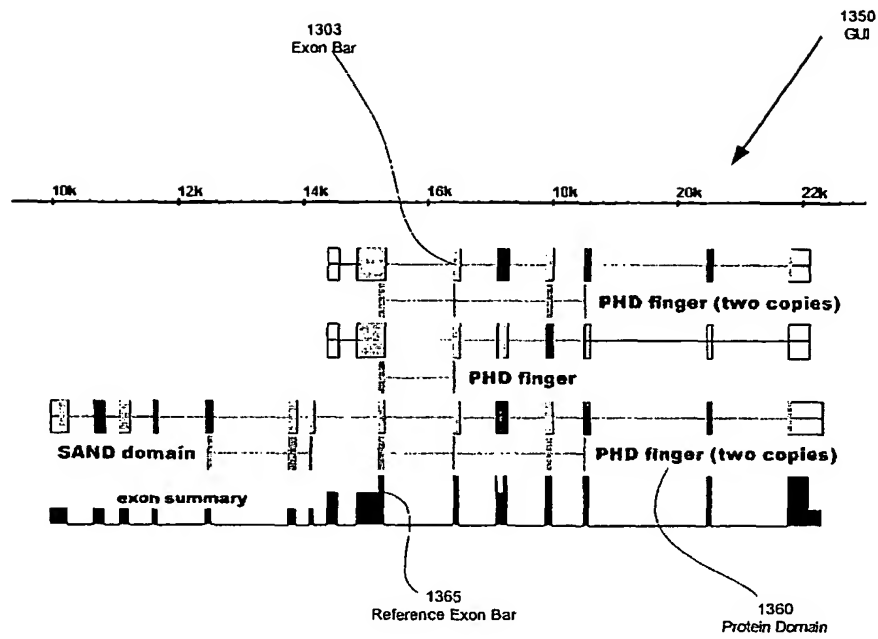 1303
Exon Bar
1350
GUI
10k 12k 14k 16k 10k 20k 22k
PHD finger (two copies)
PHD finger
SAND domain
PHD finger (two copies)
exon summary
1365
Reference Exon Bar
1360
Protein Domain